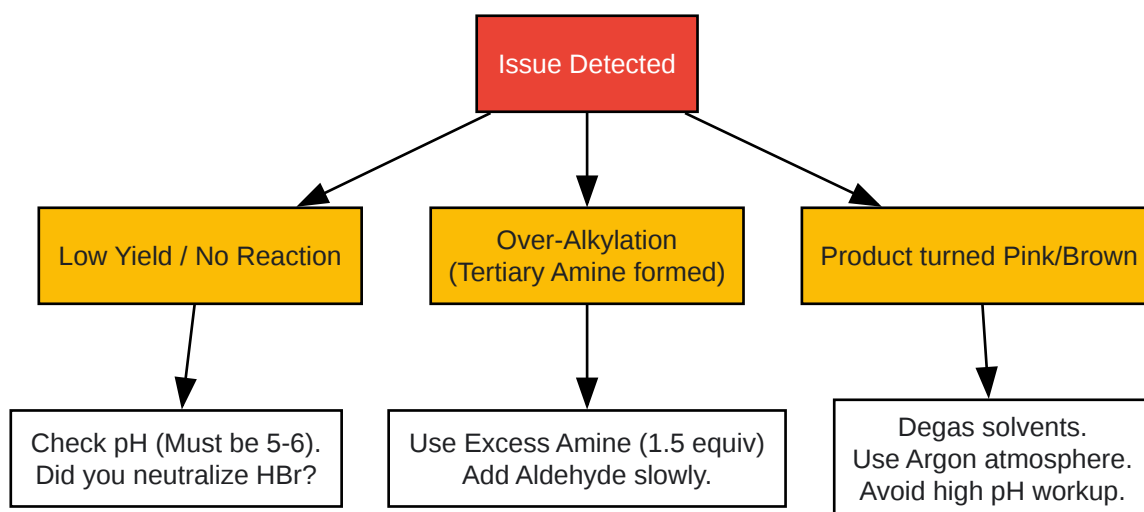 Issue Detected
Low Yield / No Reaction
Over-Alkylation
(Tertiary Amine formed)
Product turned Pink/Brown
Check pH (Must be 5-6).
Did you neutralize HBr?
Use Excess Amine (1.5 equiv)
Add Aldehyde slowly.
Degas solvents.
Use Argon atmosphere.
Avoid high pH workup.